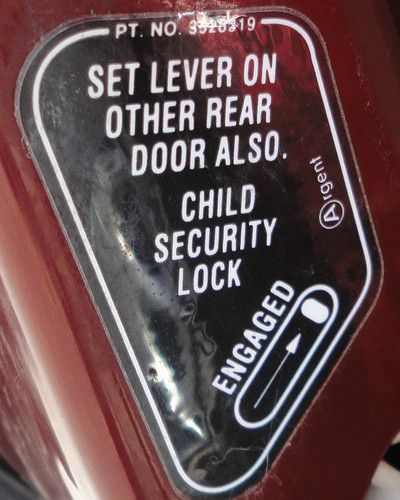 PT. NO.
SET LEVER ON
OTHER REAR
DOOR ALSO.
CHILD
SECURITY
LOCK
ENGAGED
Argent